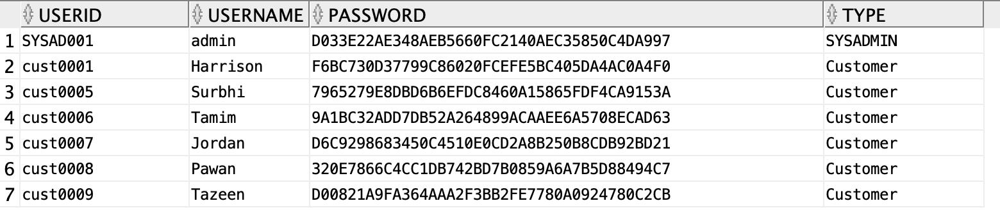 USERID USERNAME PASSWORD TYPE
1 SYSAD001 admin D033E22AE348AEB5660FC2140AEC35850C4DA997 SYSADMIN
2 cust0001 Harrison F6BC730D37799C86020FCEFE5BC405DA4AC0A4F0 Customer
3 cust0005 Surbhi 7965279E8DBD6B6EFDC8460A15865FDF4CA9153A Customer
4 cust0006 Tamim 9A1BC32ADD7DB52A264899ACAAEE6A5708ECAD63 Customer
5 cust0007 Jordan D6C9298683450C4510E0CD2A8B250B8CDB92BD21 Customer
6 cust0008 Pawan 320E7866C4CC1DB742BD7B0859A6A7B5D88494C7 Customer
7 cust0009 Tazeen D00821A9FA364AAA2F3BB2FE7780A0924780C2CB Customer